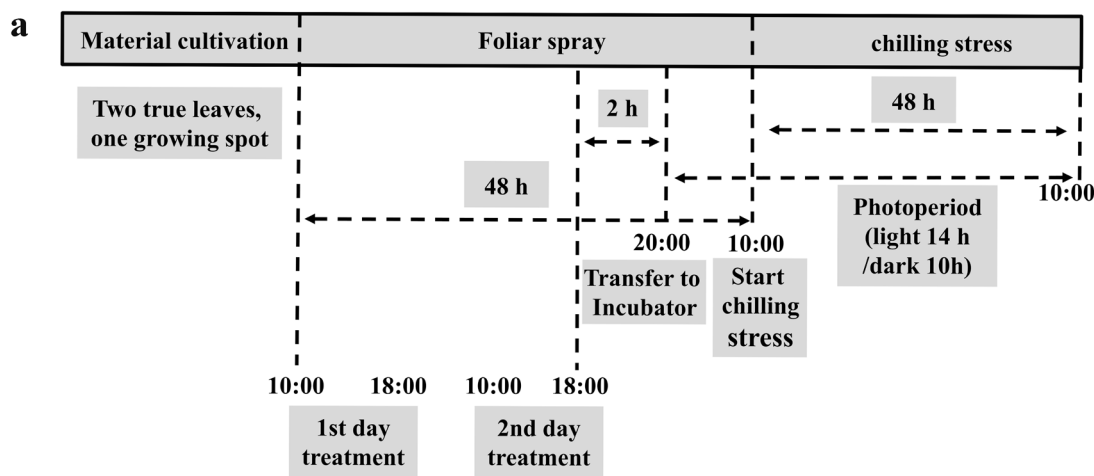 a
Material cultivation
Foliar spray
chilling stress
Two true leaves,
one growing spot
2 h
48 h
48 h
10:00
20:00
10:00
Photoperiod
(light 14 h
/dark 10h)
Transfer to
Incubator
Start
chilling
stress
10:00
18:00
10:00
18:00
1st day
treatment
2nd day
treatment